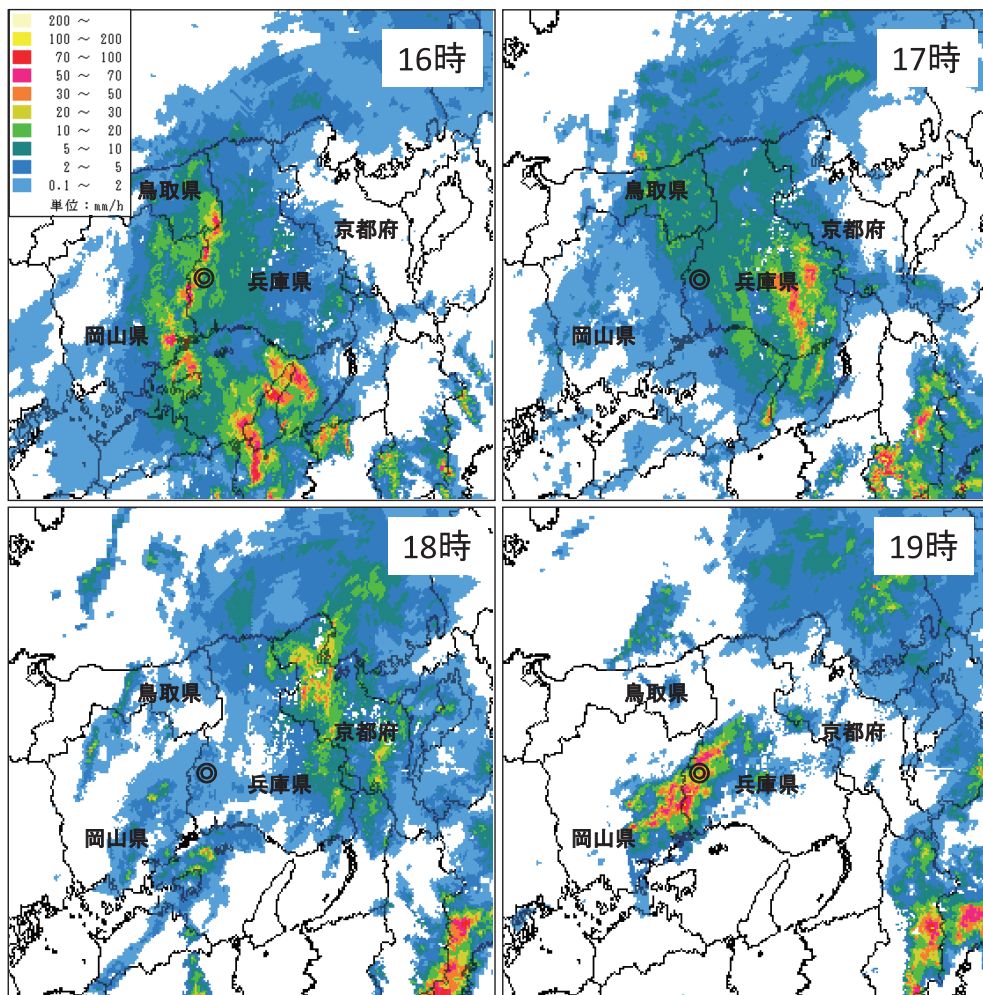 200 ～
100 ～ 200
70 ～ 100
50 ～ 70
30 ～ 50
20 ～ 30
10 ～ 20
5 ～ 10
2 ～ 5
0.1 ～ 2
単位：mm/h
16時
鳥取県
京都府
兵庫県
岡山県
17時
鳥取県
京都府
兵庫県
岡山県
18時
鳥取県
京都府
兵庫県
岡山県
19時
鳥取県
京都府
兵庫県
岡山県